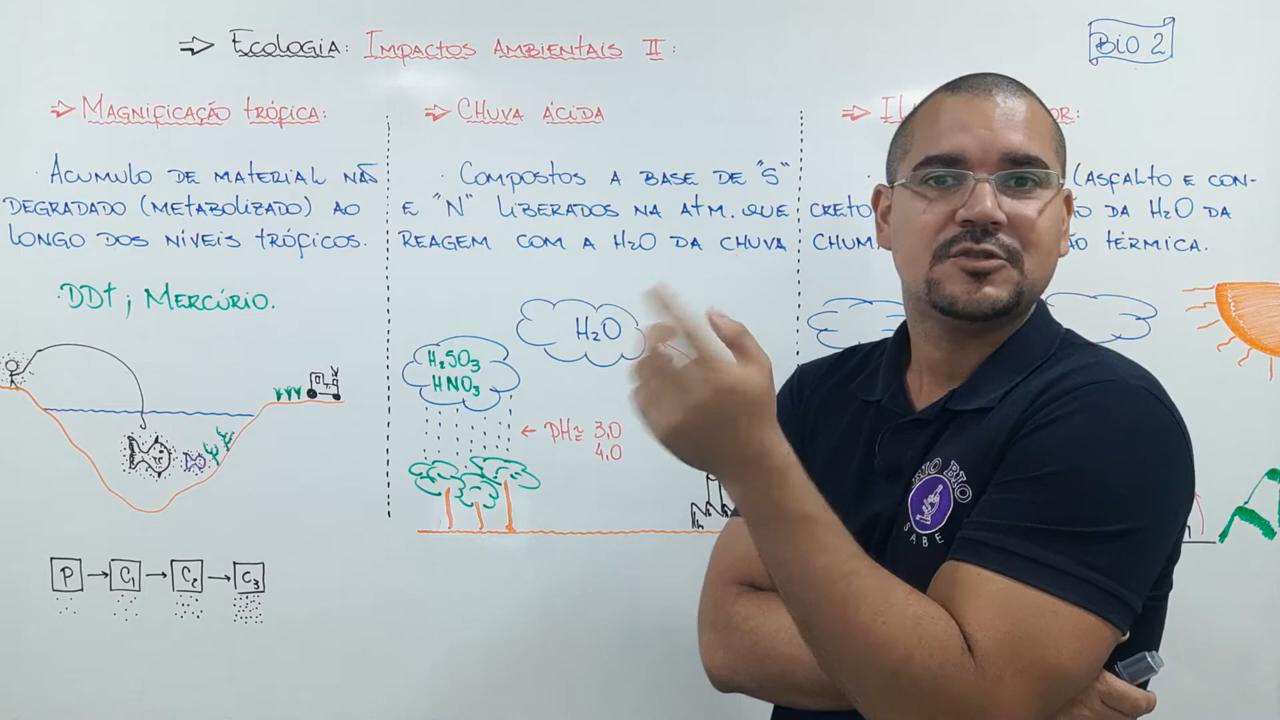 ⇒ Ecologia: Impactos Ambientais II:
BIO 2
⇒ Magnificação trófica:
· Acumulo de material não
degradado (metabolizado) ao
longo dos níveis tróficos.
· DDt ; Mercúrio.
P → C1 → C2 → C3
⇒ Chuva ácida
· Compostos a base de "S"
e "N" liberados na atm. que
reagem com a H2O da chuva
H2O
H2SO3
HNO3
← pH≅ 3,0
4,0
⇒
(asfalto e con-
creto
da H2O da
térmica.
BIO
SABE